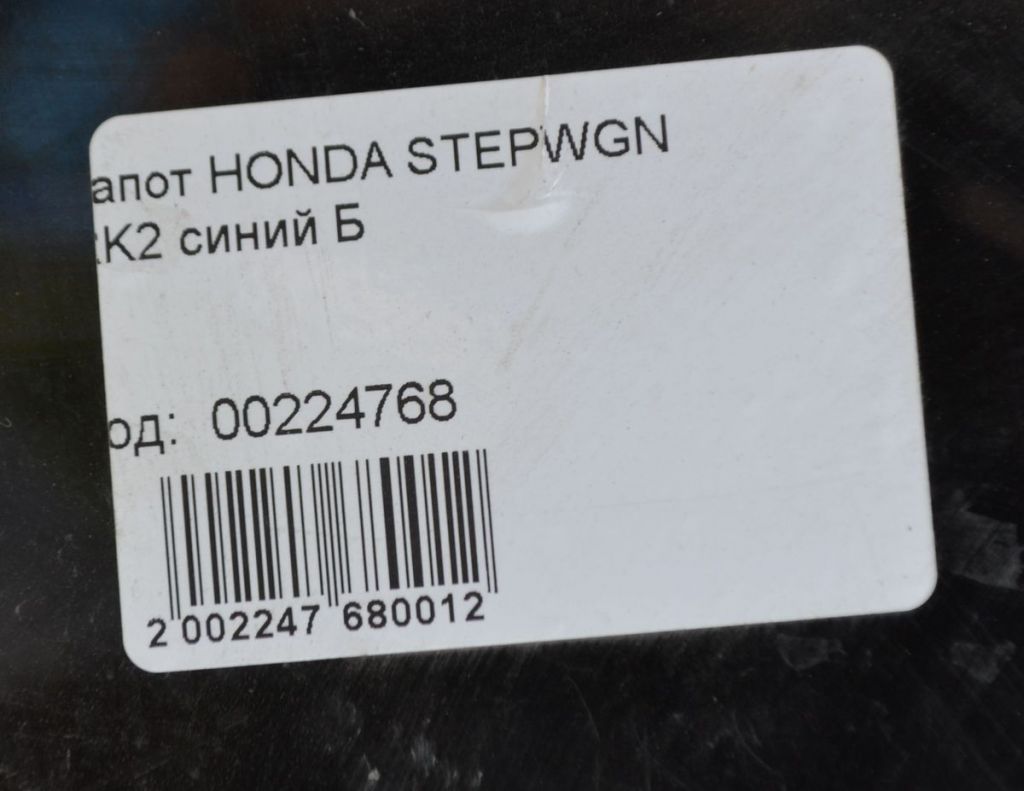 апот HONDA STEPWGN
K2 синий Б
од: 00224768
2 002247 680012